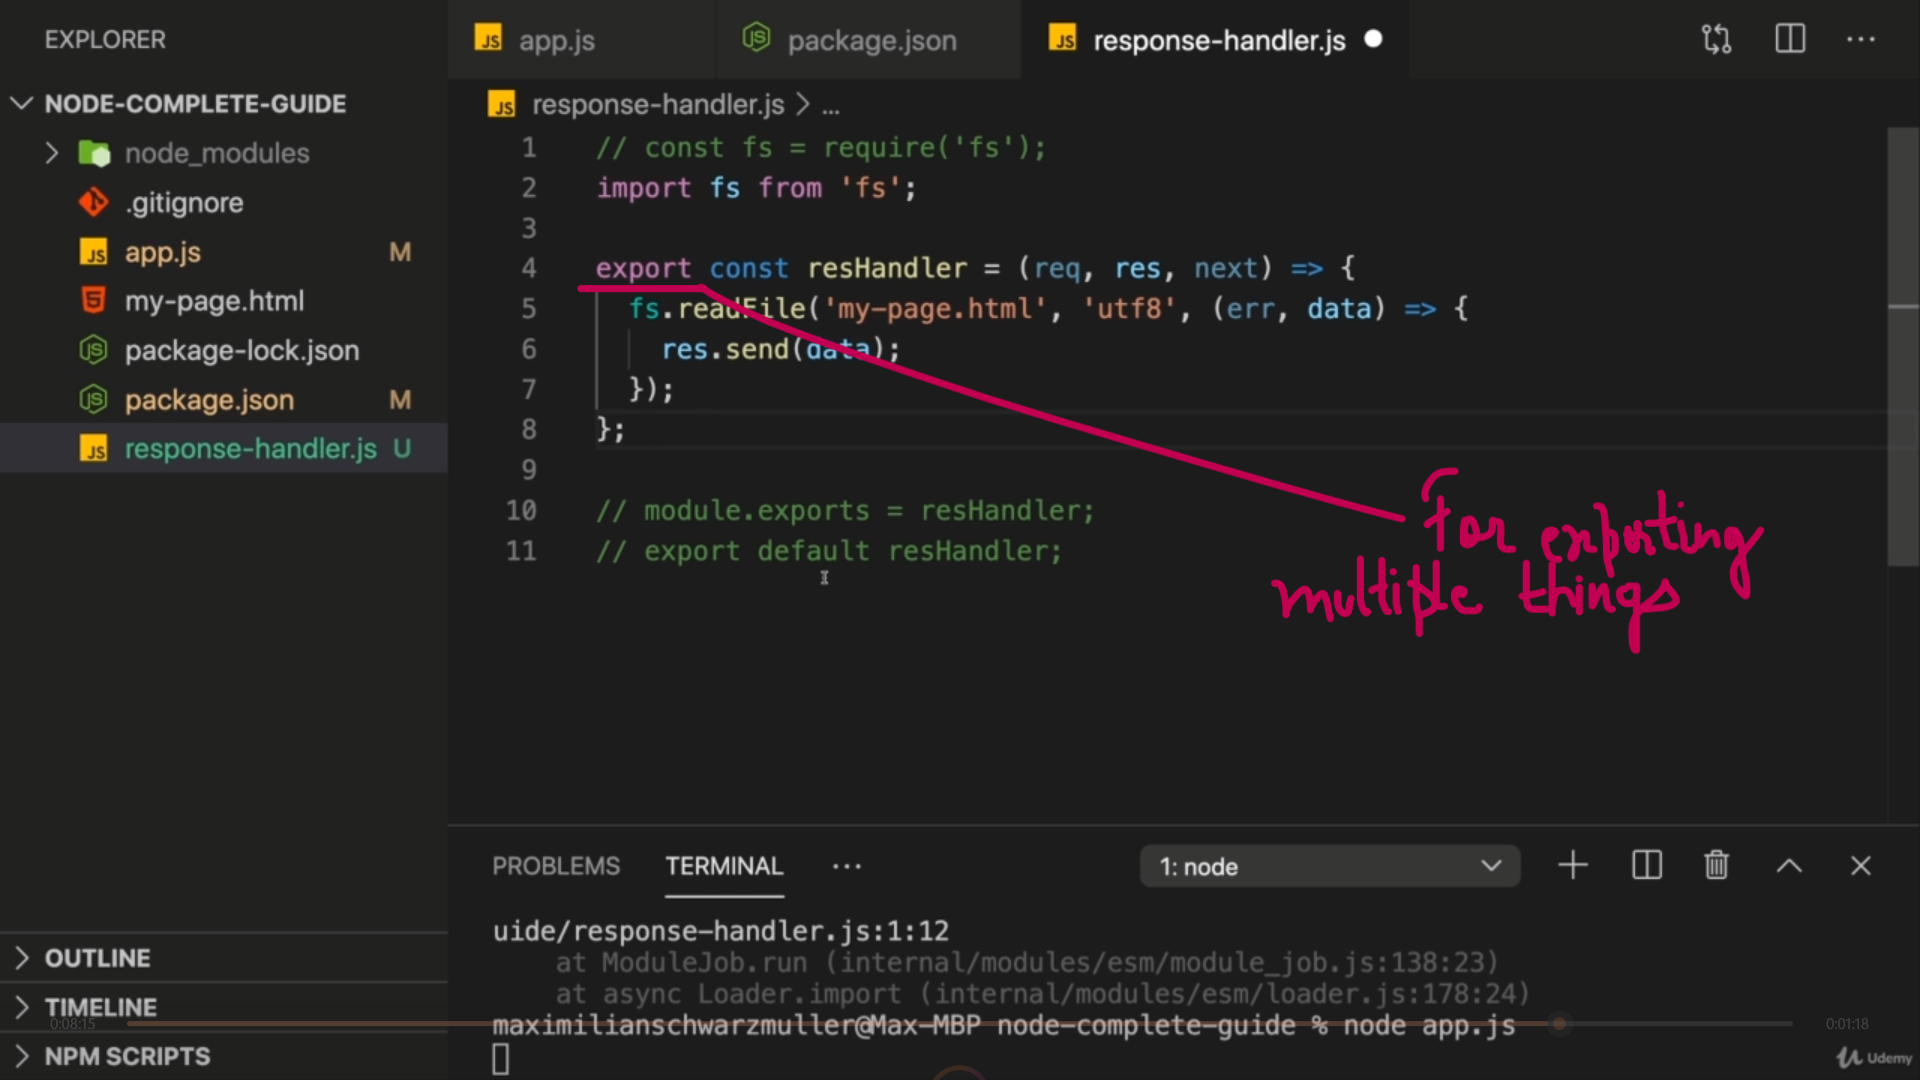 EXPLORER
NODE-COMPLETE-GUIDE
node_modules
.gitignore
app.js M
my-page.html
package-lock.json
package.json M
response-handler.js U
OUTLINE
TIMELINE
NPM SCRIPTS
app.js
package.json
response-handler.js
response-handler.js > ...
1 // const fs = require('fs');
2 import fs from 'fs';
3
4 export const resHandler = (req, res, next) => {
5 fs.readFile('my-page.html', 'utf8', (err, data) => {
6 res.send(data);
7 });
8 };
9
10 // module.exports = resHandler;
11 // export default resHandler;
for exporting
multiple things
PROBLEMS TERMINAL ... 1: node
uide/response-handler.js:1:12
at ModuleJob.run (internal/modules/esm/module_job.js:138:23)
at async Loader.import (internal/modules/esm/loader.js:178:24)
maximilianschwarzmuller@Max-MBP node-complete-guide % node app.js
0:08:15
0:01:18
Udemy